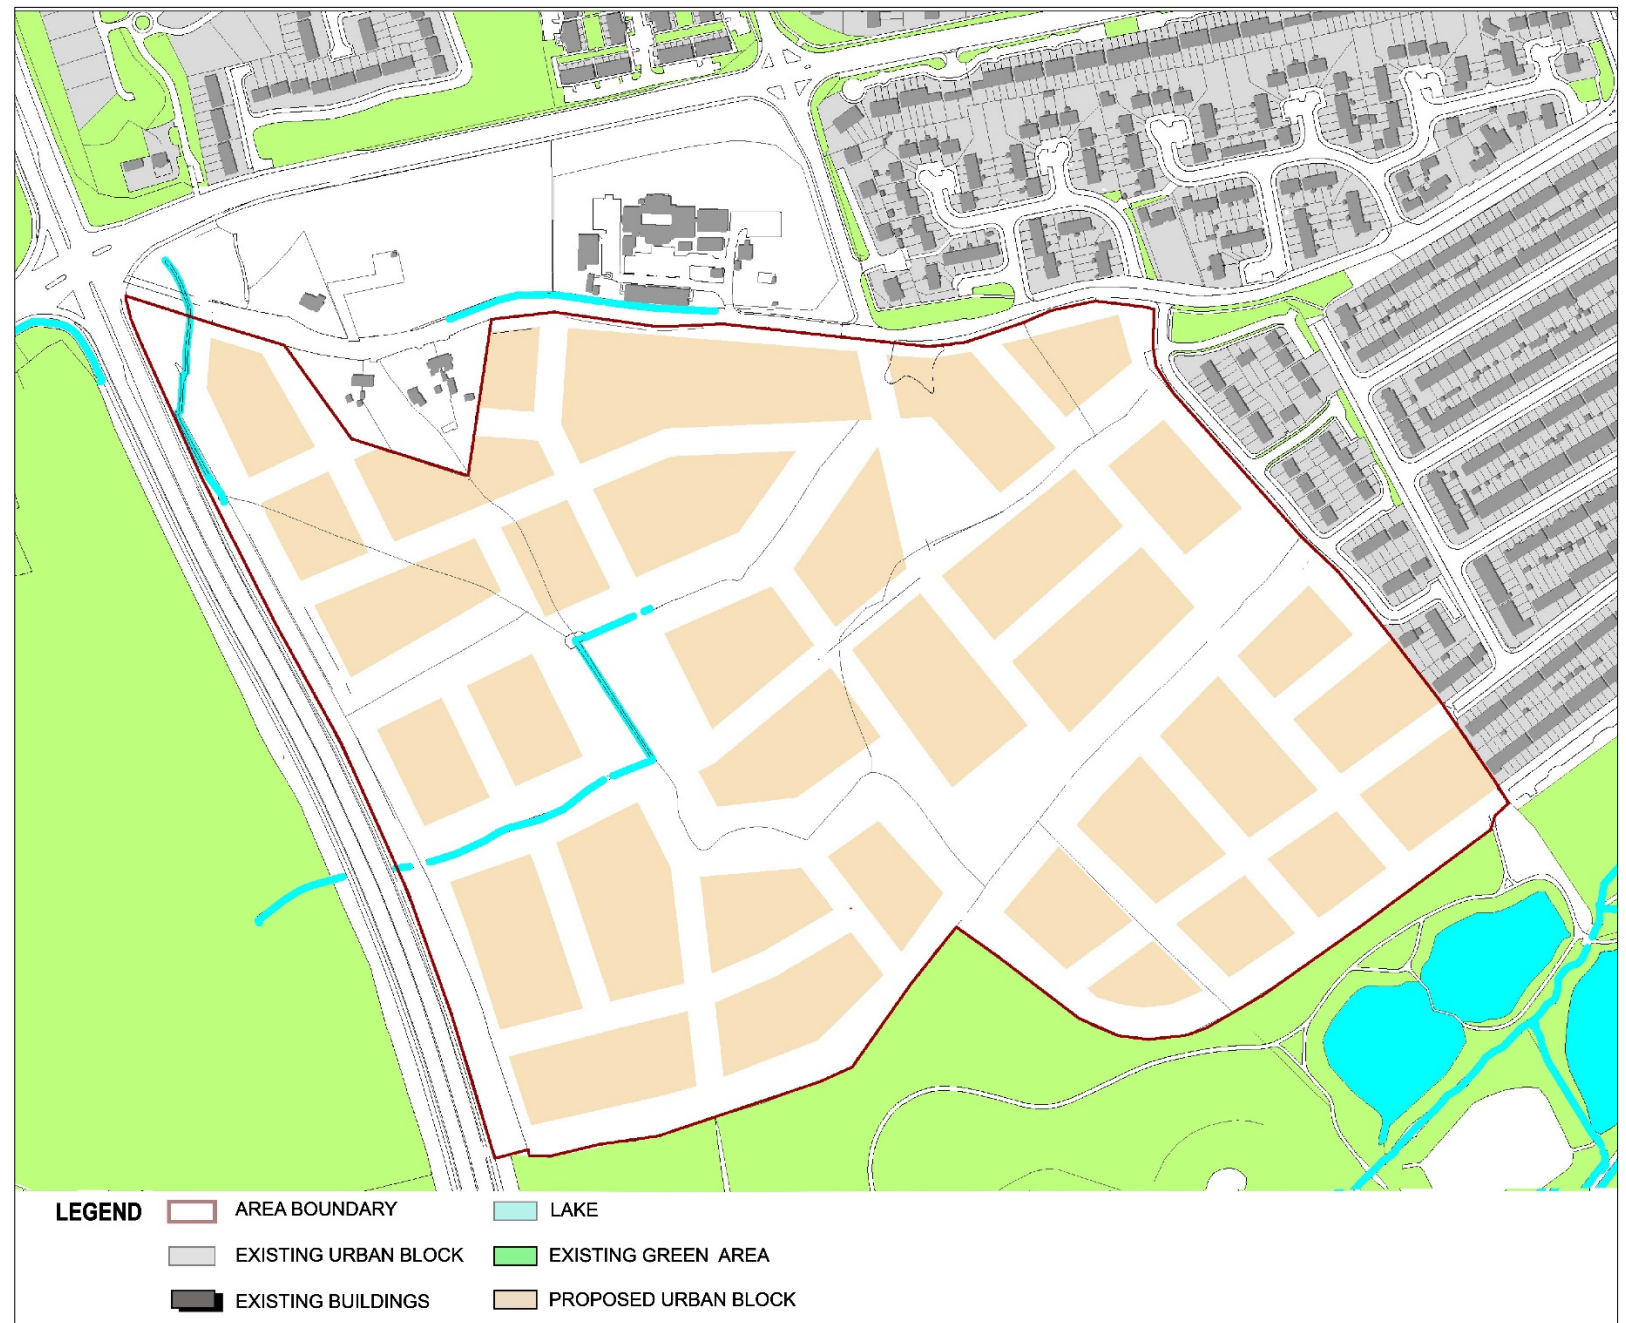 LEGEND
AREA BOUNDARY
LAKE
EXISTING URBAN BLOCK
EXISTING GREEN AREA
EXISTING BUILDINGS
PROPOSED URBAN BLOCK